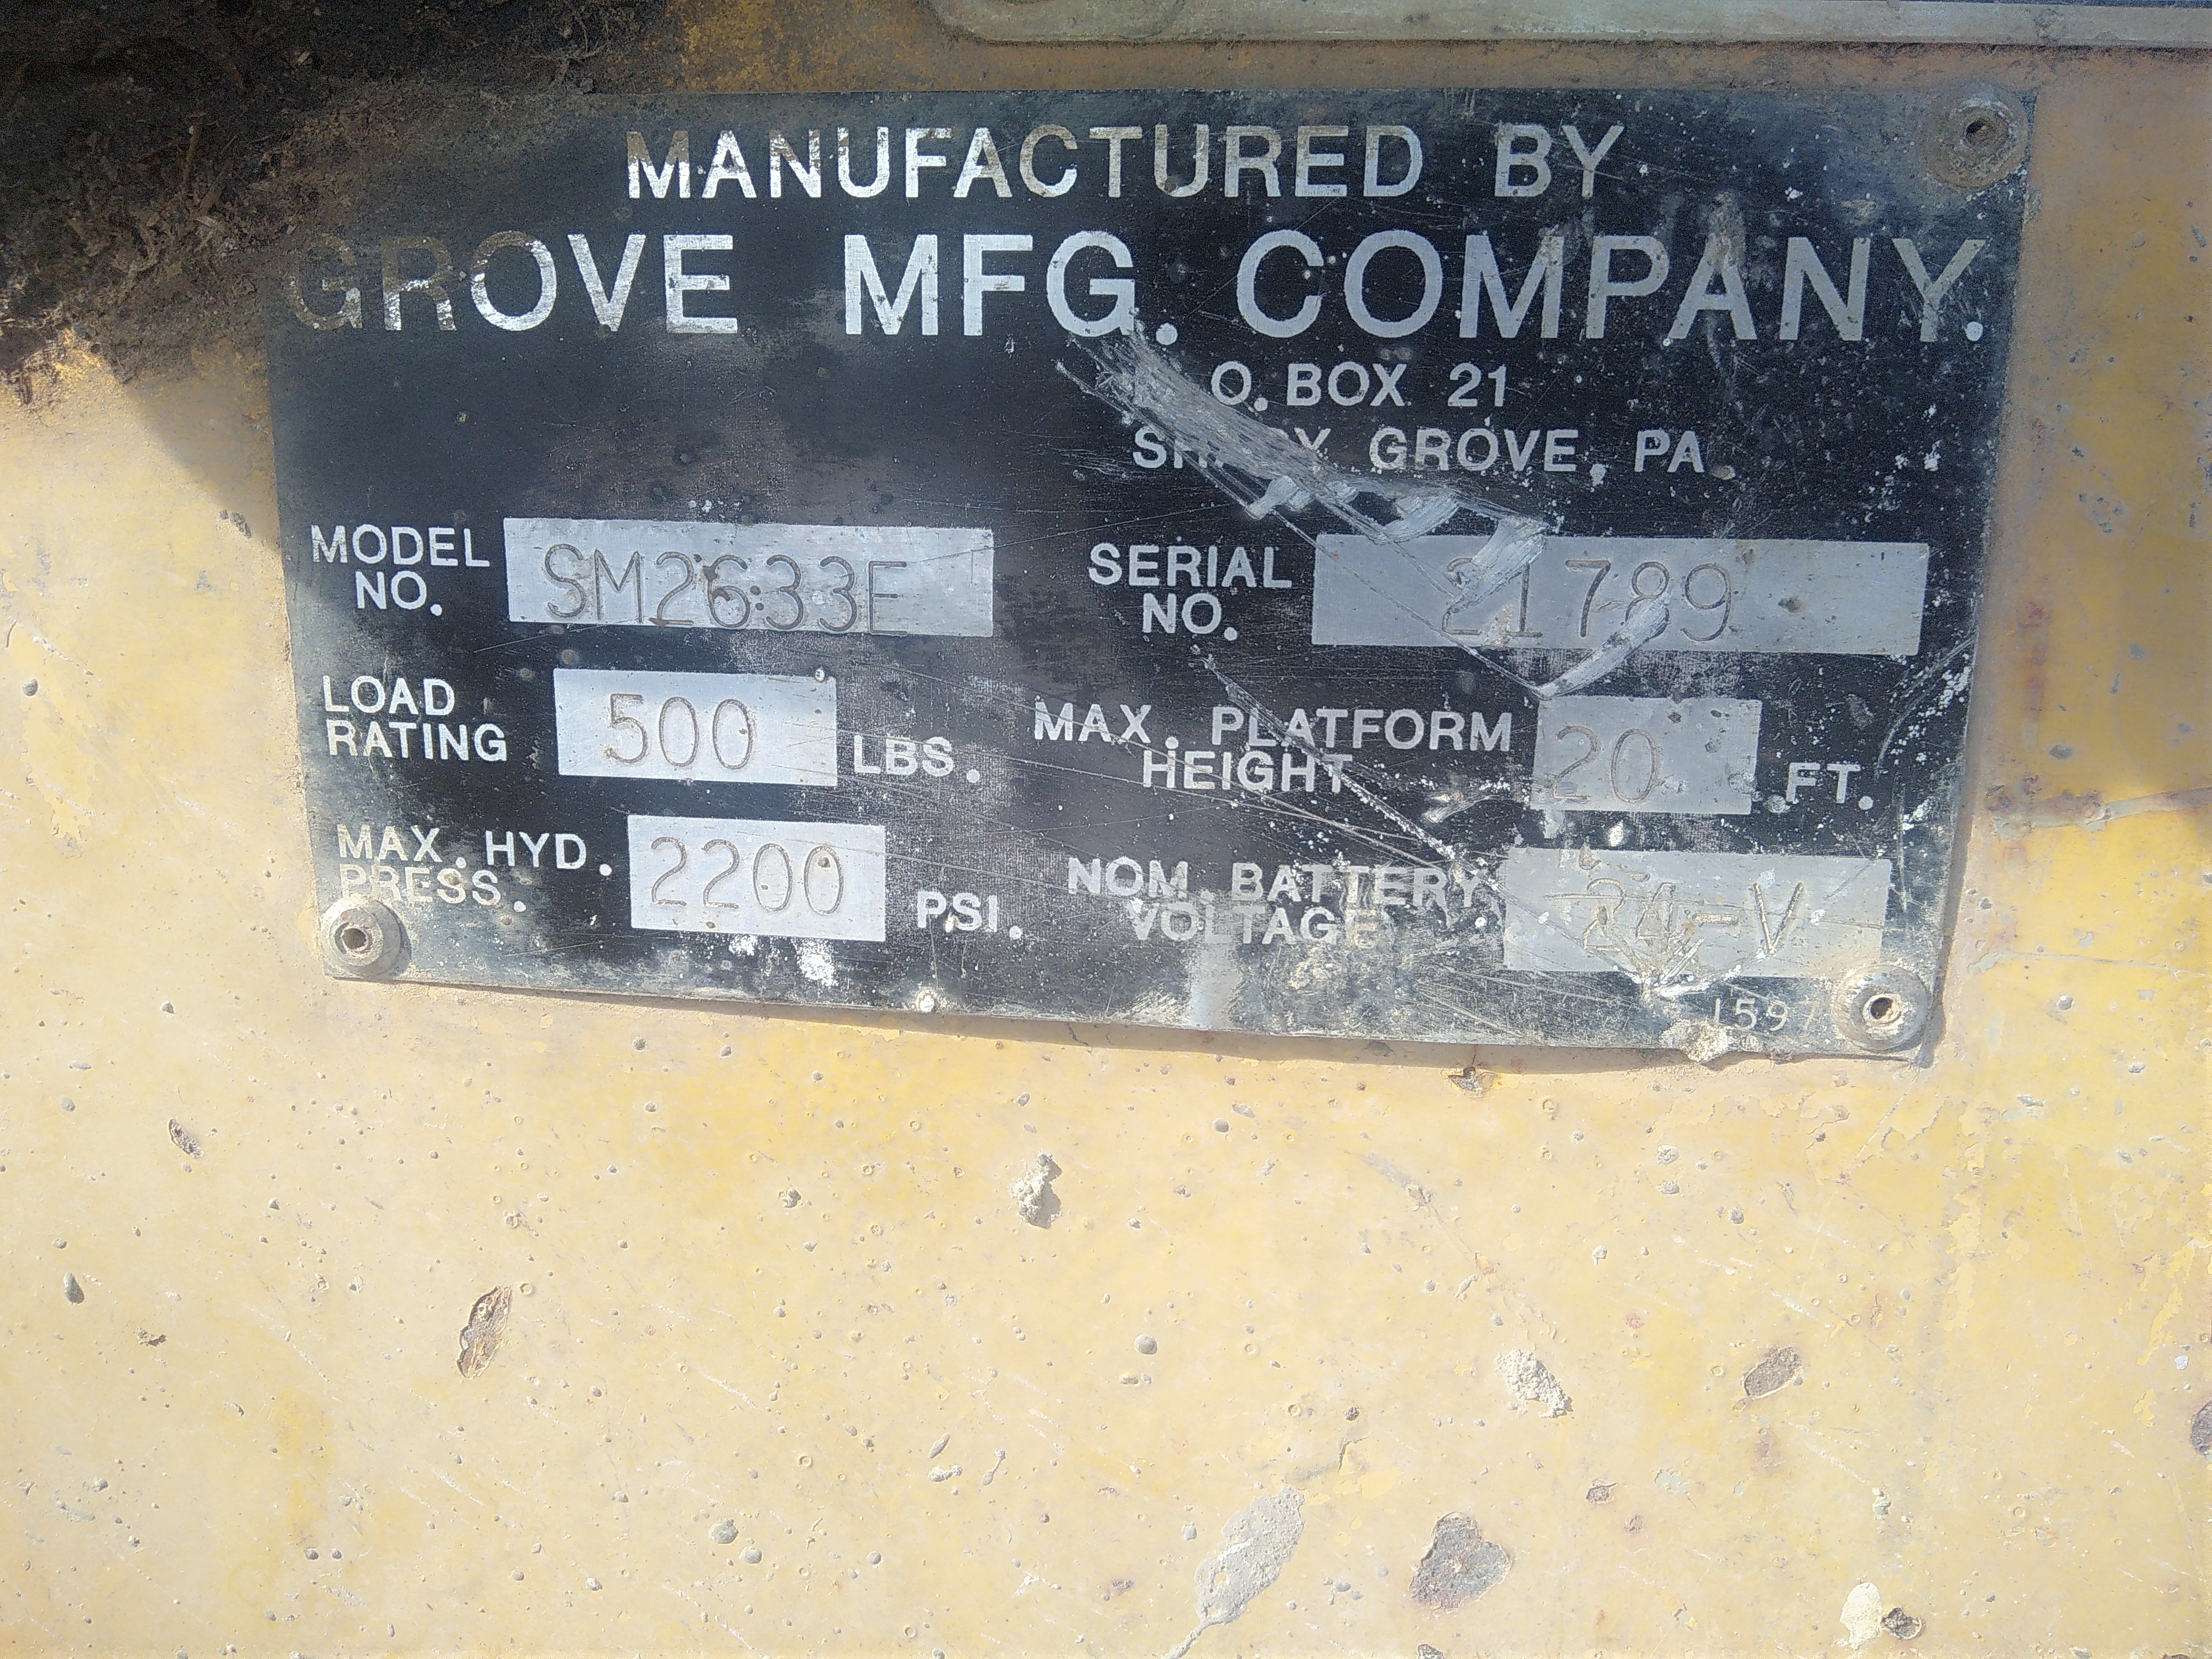 MANUFACTURED BY
GROVE MFG. COMPANY.
O. BOX 21
GROVE, PA
MODEL NO. SM2633E
SERIAL NO. 21789
LOAD RATING 500 LBS.
MAX. PLATFORM HEIGHT 20 FT.
MAX. HYD. PRESS. 2200 PSI.
NOM. BATTERY VOLTAGE 24-V